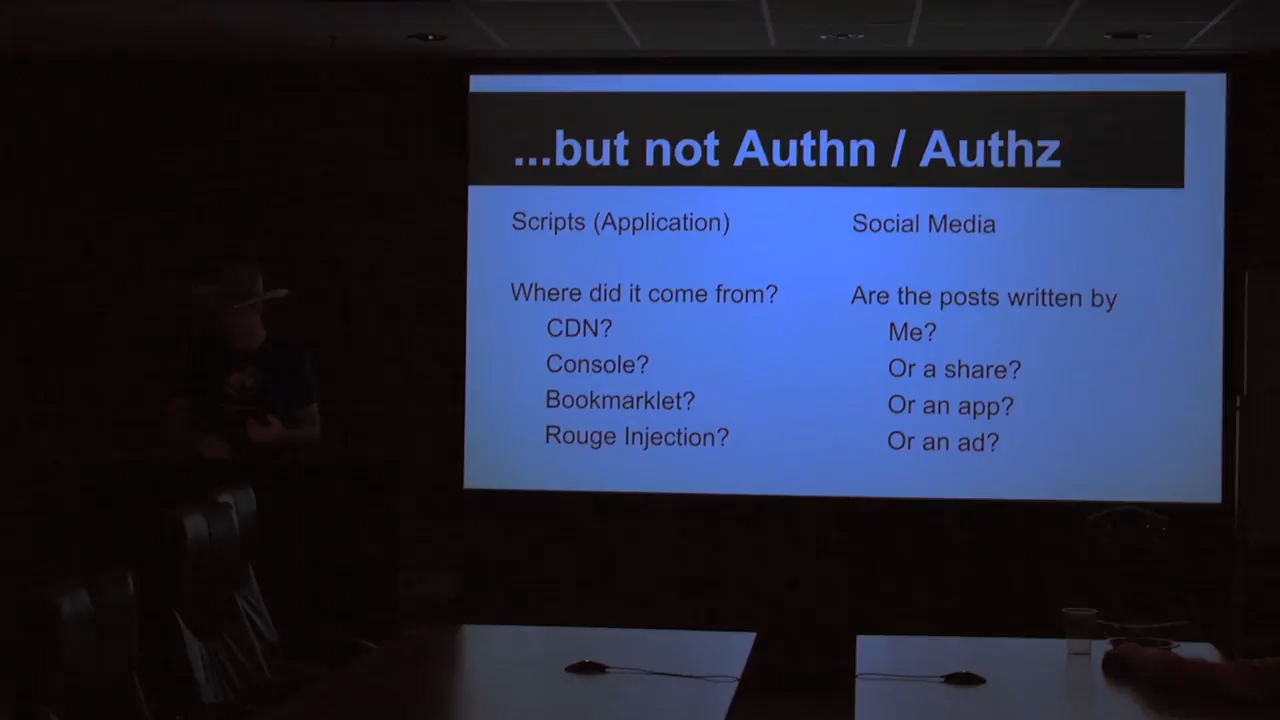 ...but not Authn / Authz
Scripts (Application)
Where did it come from?
CDN?
Console?
Bookmarklet?
Rouge Injection?
Social Media
Are the posts written by
Me?
Or a share?
Or an app?
Or an ad?